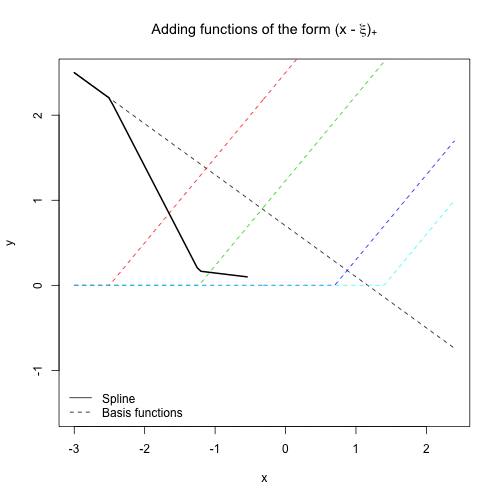 Adding functions of the form (x - ξ)₊
y
2
1
0
-1
Spline
Basis functions
-3 -2 -1 0 1 2
x